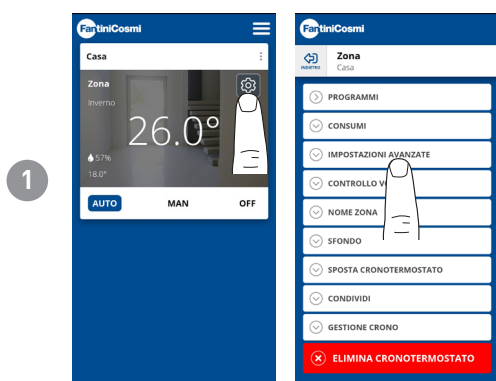 1
FantiniCosmi
Casa
Zona
Inverno
26.0°
57%
18.0°
AUTO MAN OFF
FantiniCosmi
INDIETRO
Zona
Casa
PROGRAMMI
CONSUMI
IMPOSTAZIONI AVANZATE
CONTROLLO
NOME ZONA
SFONDO
SPOSTA CRONOTERMOSTATO
CONDIVIDI
GESTIONE CRONO
ELIMINA CRONOTERMOSTATO